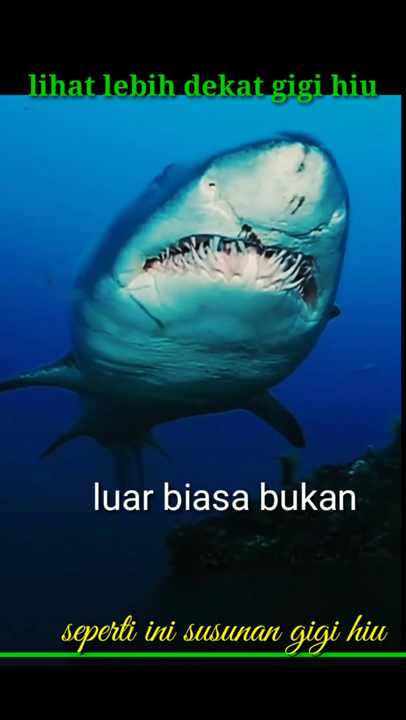 lihat lebih dekat gigi hiu
luar biasa bukan
seperti ini susunan gigi hiu